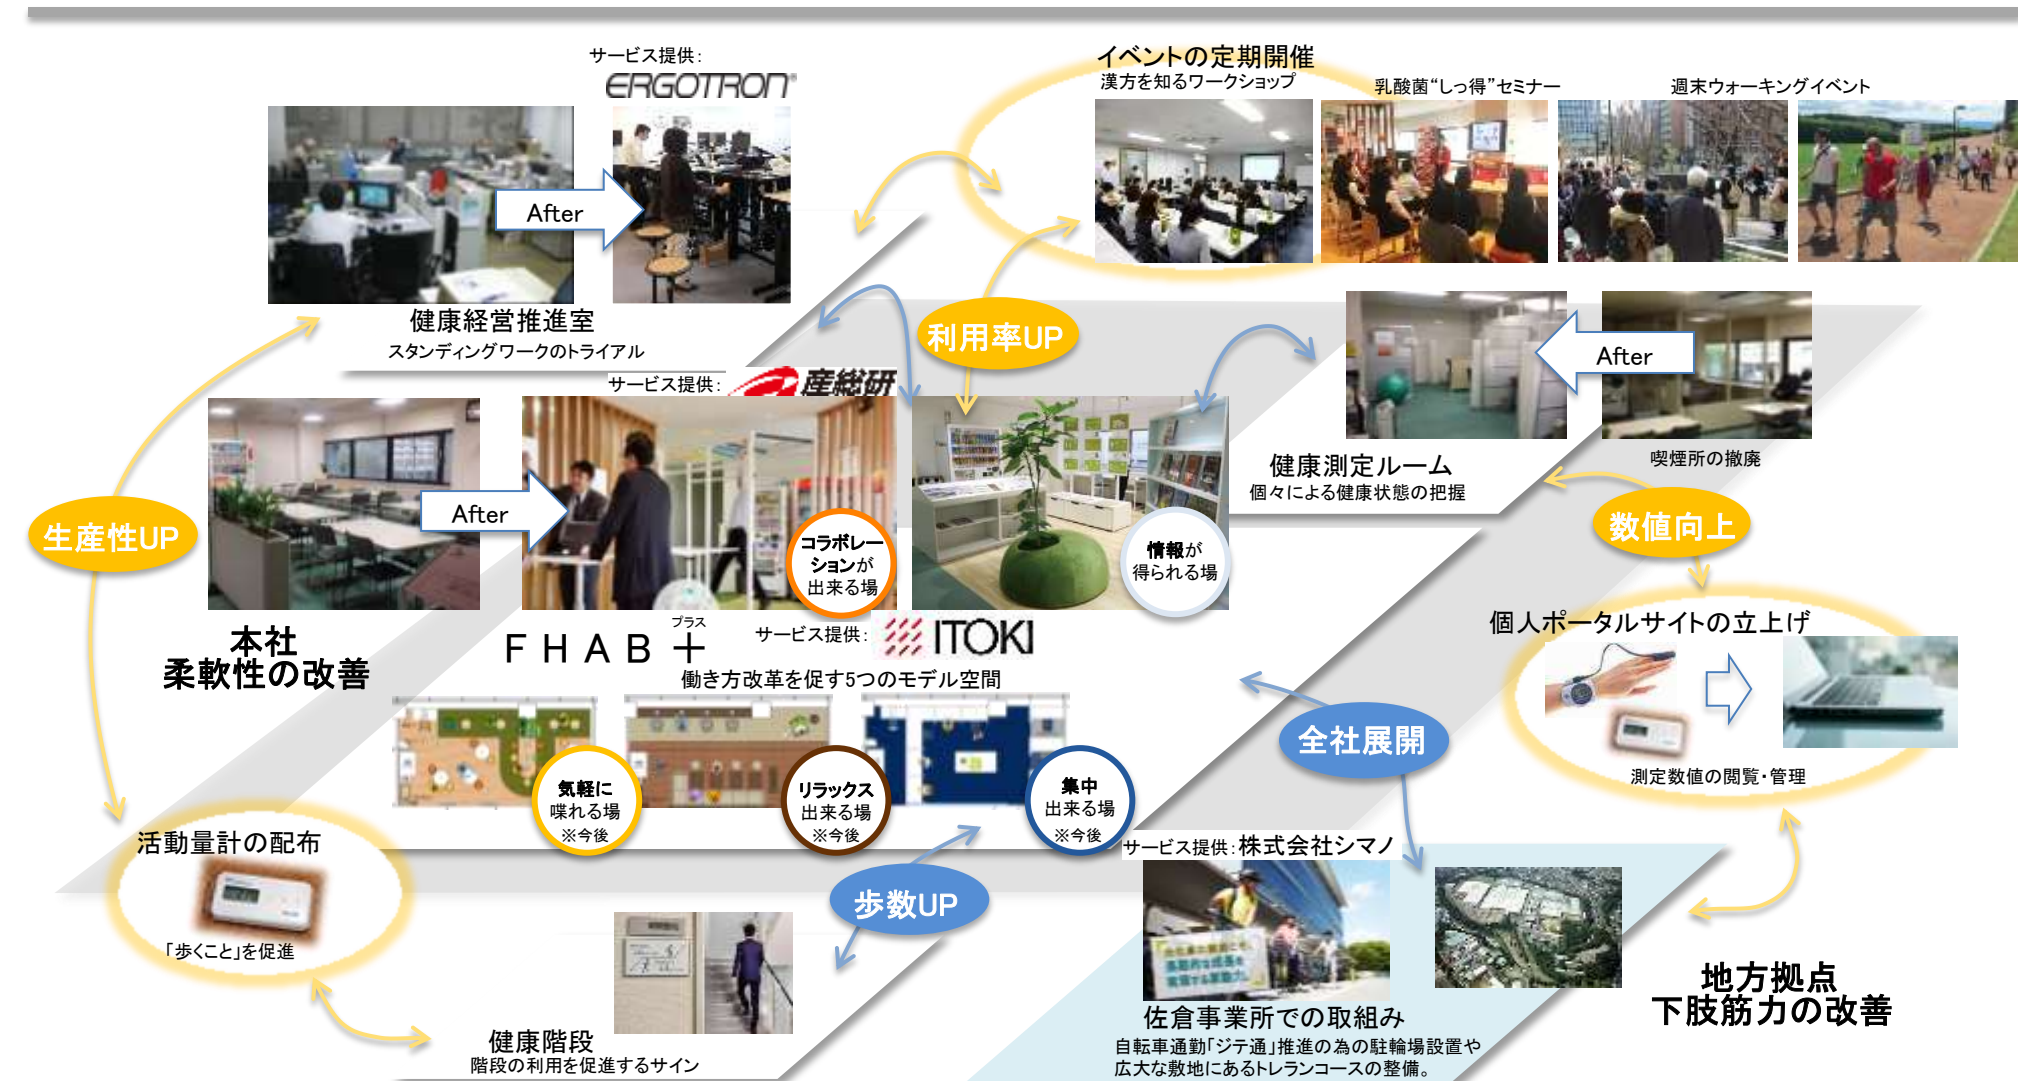 サービス提供：
ERGOTRON
イベントの定期開催
漢方を知るワークショップ
乳酸菌“しっ得”セミナー
週末ウォーキングイベント
After
健康経営推進室
スタンディングワークのトライアル
利用率UP
After
喫煙所の撤廃
サービス提供：
産総研
健康測定ルーム
個々による健康状態の把握
生産性UP
After
コラボレー
ションが
出来る場
情報が
得られる場
数値向上
本社
柔軟性の改善
プラス
FHAB＋
サービス提供：
ITOKI
働き方改革を促す5つのモデル空間
個人ポータルサイトの立上げ
測定数値の閲覧・管理
全社展開
気軽に
喋れる場
※今後
リラックス
出来る場
※今後
集中
出来る場
※今後
活動量計の配布
「歩くこと」を促進
歩数UP
サービス提供：株式会社シマノ
健康階段
階段の利用を促進するサイン
佐倉事業所での取組み
自転車通勤「ジテ通」推進の為の駐輪場設置や
広大な敷地にあるトレランコースの整備。
地方拠点
下肢筋力の改善